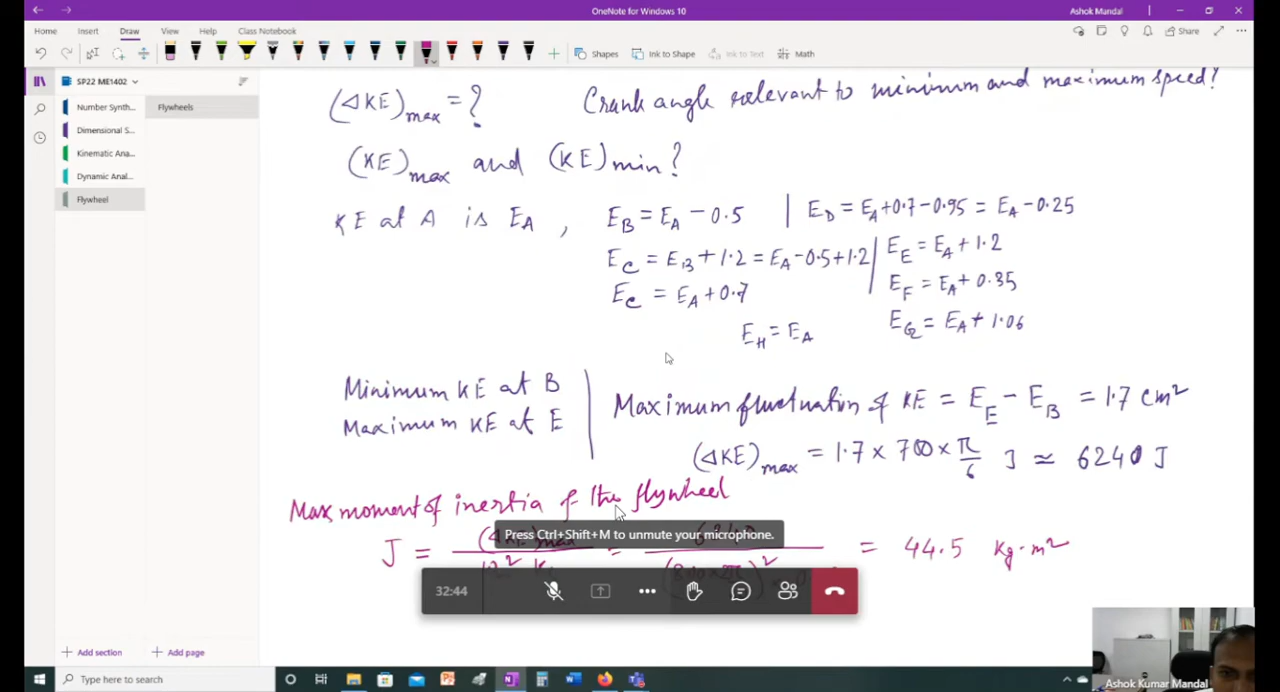 OneNote for Windows 10
Ashok Mandal
Home Insert Draw View Help Class Notebook
Share
Shapes Ink to Shape Ink to Text Math
SP22 ME1402
Number Synth...
Dimensional S...
Kinematic Ana...
Dynamic Anal...
Flywheel
Flywheels
(ΔKE)max = ? Crank angle relevant to minimum and maximum speed?
(KE)max and (KE)min?
KE at A is EA , EB = EA - 0.5 | ED = EA + 0.7 - 0.95 = EA - 0.25
EC = EB + 1.2 = EA - 0.5 + 1.2 | EE = EA + 1.2
EC = EA + 0.7 EF = EA + 0.35
EH = EA EG = EA + 1.06
Minimum KE at B
Maximum KE at E
Maximum fluctuation of KE = EE - EB = 1.7 cm²
(ΔKE)max = 1.7 × 700 × π/6 J ≃ 6240 J
Max moment of inertia of the flywheel
Press Ctrl+Shift+M to unmute your microphone.
J = = = 44.5 kg·m²
32:44
Add section Add page
Type here to search
Ashok Kumar Mandal